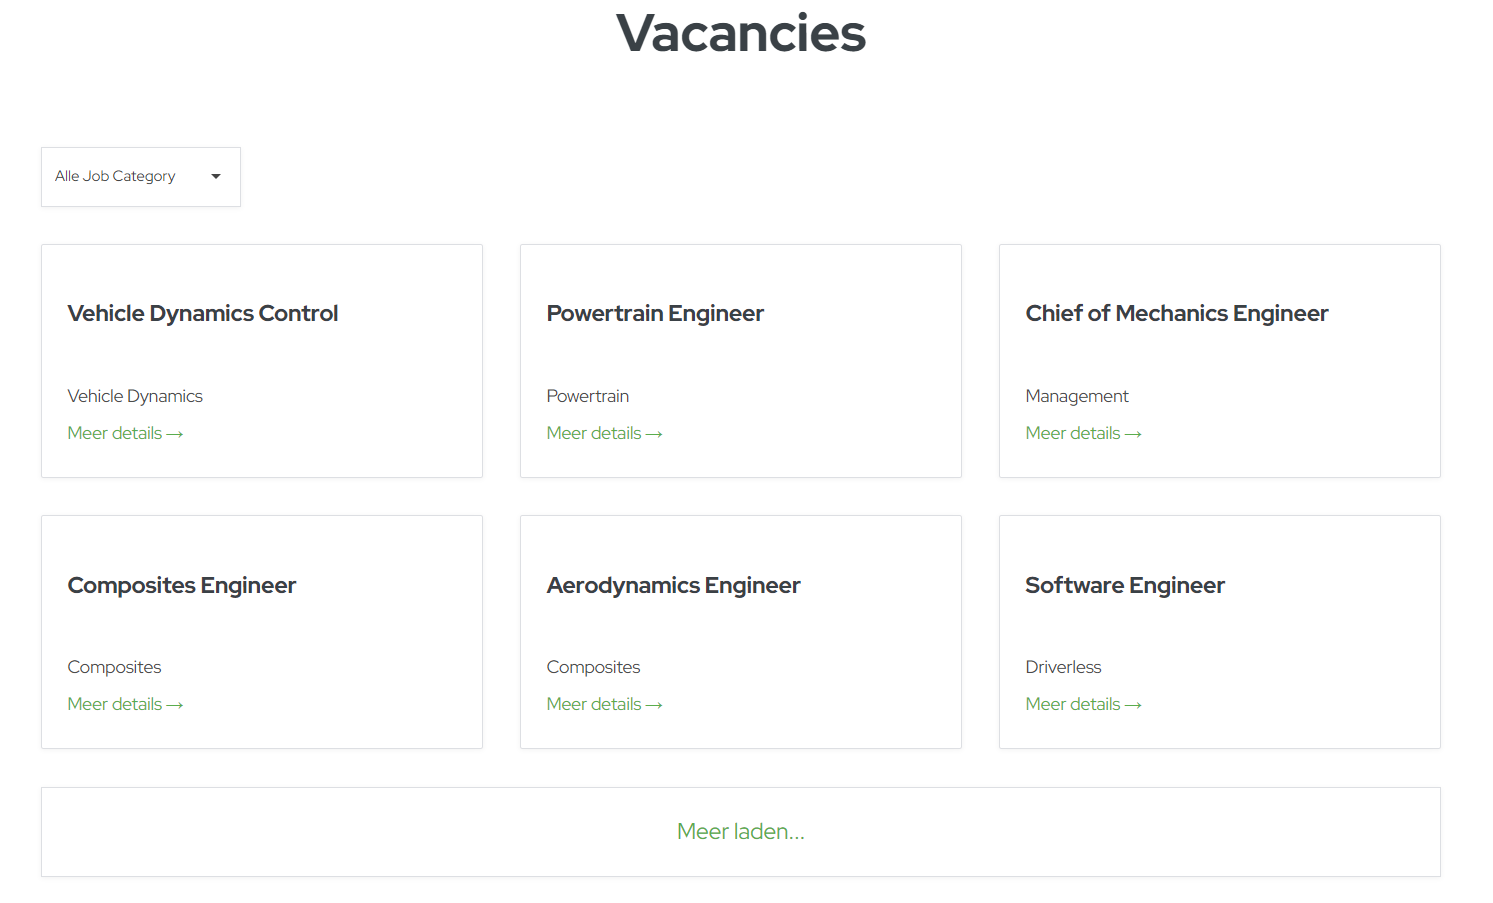 Vacancies
Alle Job Category
Vehicle Dynamics Control
Vehicle Dynamics
Meer details →
Powertrain Engineer
Powertrain
Meer details →
Chief of Mechanics Engineer
Management
Meer details →
Composites Engineer
Composites
Meer details →
Aerodynamics Engineer
Composites
Meer details →
Software Engineer
Driverless
Meer details →
Meer laden...